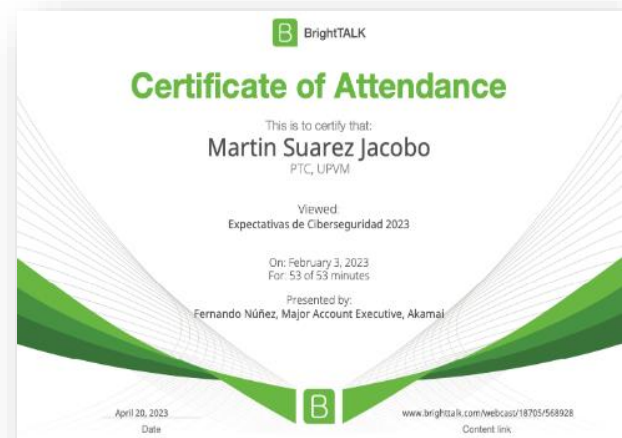 B BrightTALK
Certificate of Attendance
This is to certify that:
Martin Suarez Jacobo
PTC, UPVM
Viewed:
Expectativas de Ciberseguridad 2023
On: February 3, 2023
For: 53 of 53 minutes
Presented by:
Fernando Núñez, Major Account Executive, Akamai
B
April 20, 2023
Date
www.brighttalk.com/webcast/18705/568928
Content link